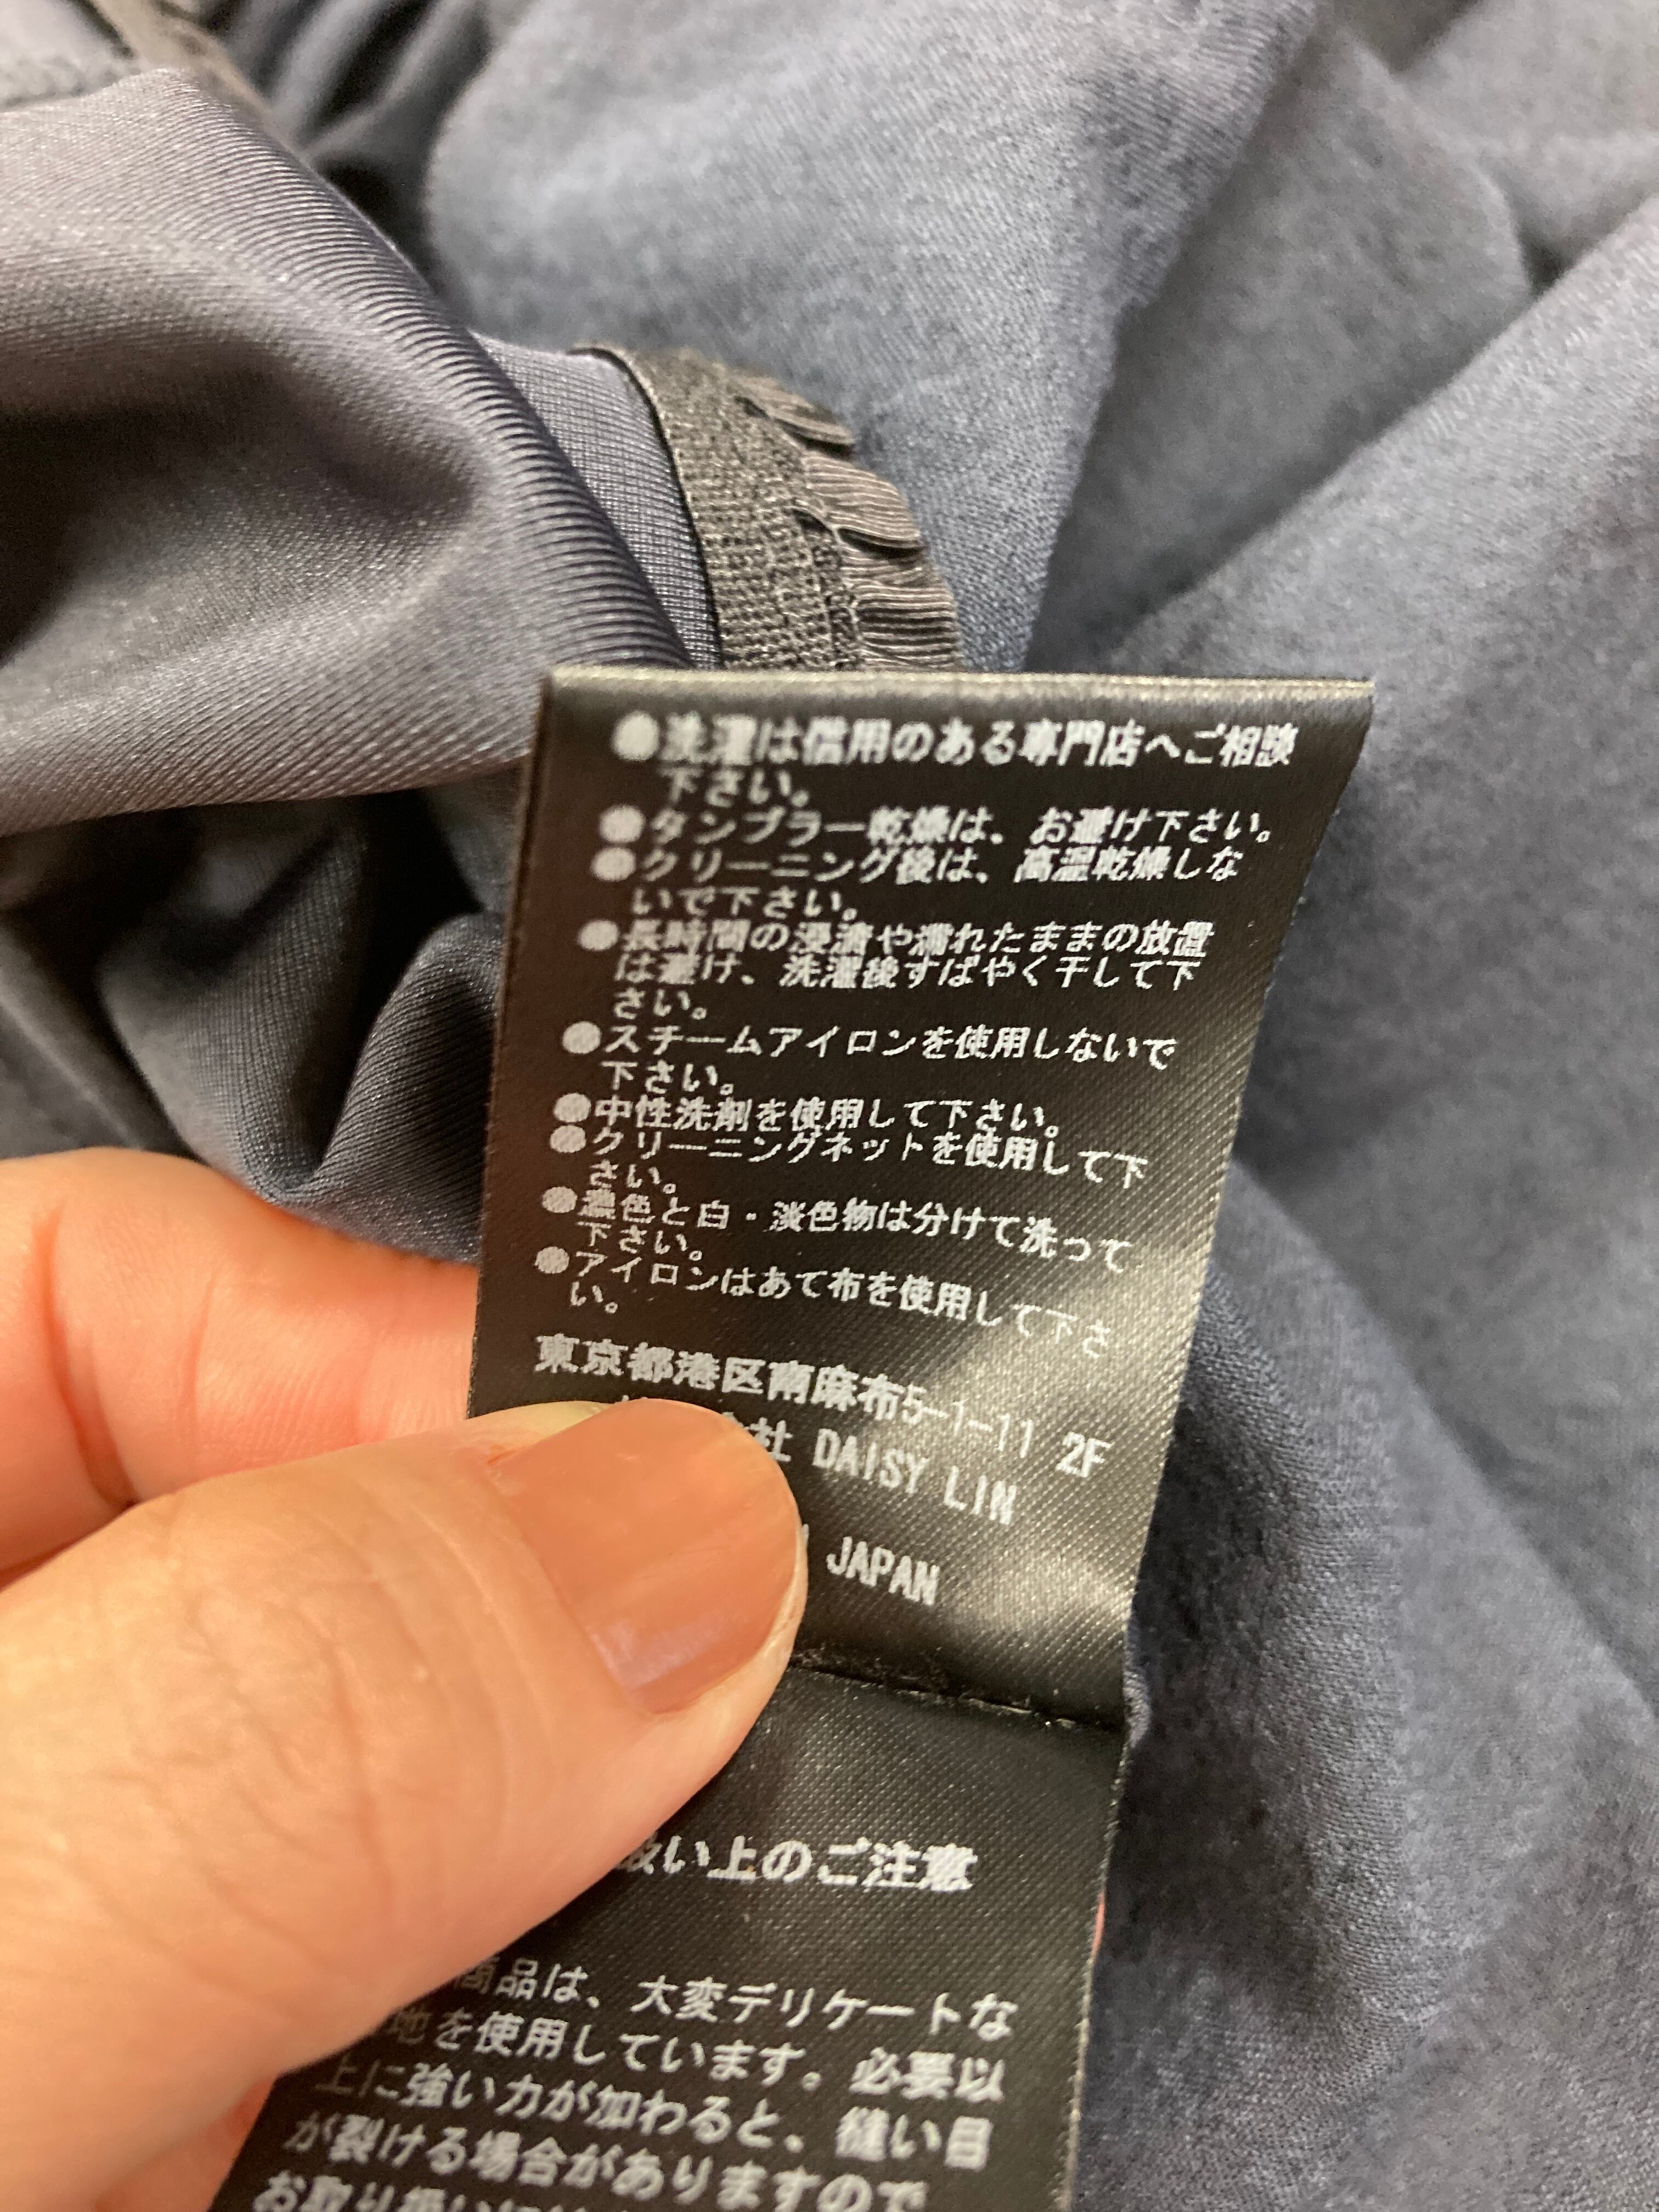 ●洗濯は信用のある専門店へご相談
下さい。
●タンブラー乾燥は、お避け下さい。
●クリーニング後は、高温乾燥しな
いで下さい。
●長時間の浸漬や濡れたままの放置
は避け、洗濯後すばやく干して下
さい。
●スチームアイロンを使用しないで
下さい。
●中性洗剤を使用して下さい。
●クリーニングネットを使用して下
さい。
●濃色と白・淡色物は分けて洗って
下さい。
●アイロンはあて布を使用して下さ
い。
東京都港区南麻布5-1-11 2F
会社 DAISY LIN
JAPAN
扱い上のご注意
商品は、大変デリケートな
地を使用しています。必要以
上に強い力が加わると、縫い目
が裂ける場合がありますので
お取り扱い